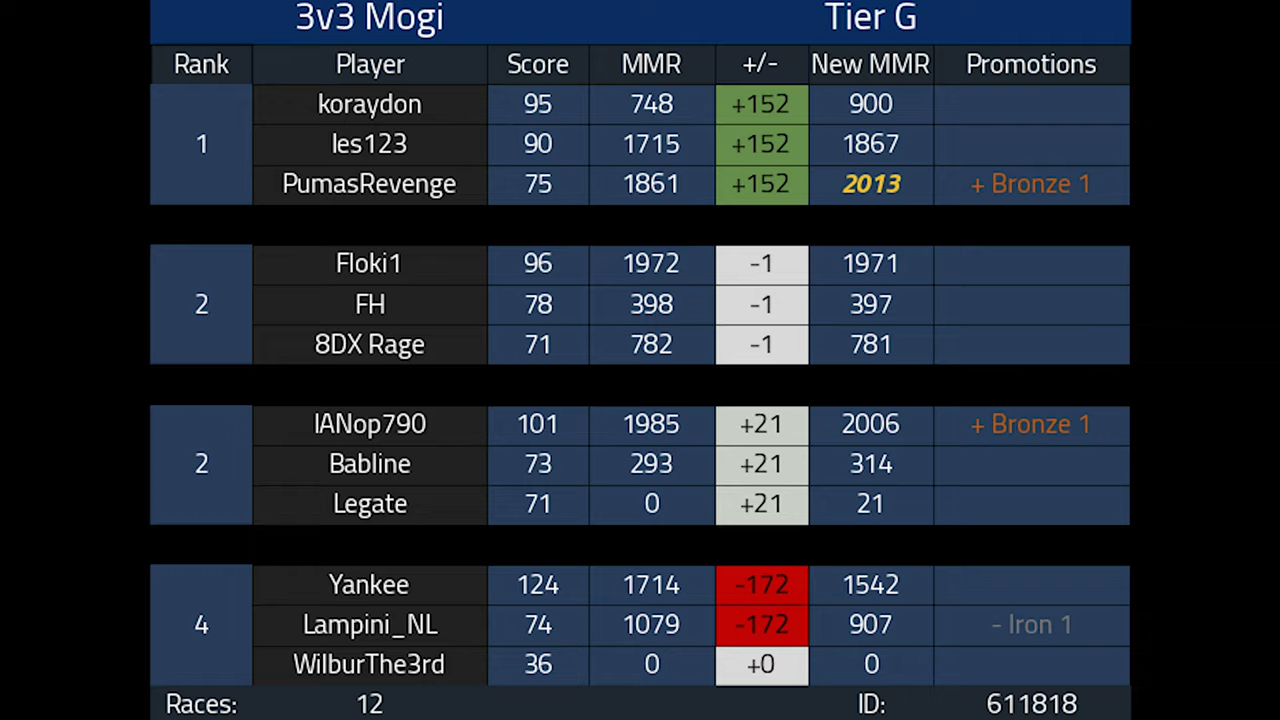 3v3 Mogi Tier G
Rank Player Score MMR +/- New MMR Promotions
koraydon 95 748 +152 900
1 les123 90 1715 +152 1867
PumasRevenge 75 1861 +152 2013 + Bronze 1
Floki1 96 1972 -1 1971
2 FH 78 398 -1 397
8DX Rage 71 782 -1 781
IANop790 101 1985 +21 2006 + Bronze 1
2 Babline 73 293 +21 314
Legate 71 0 +21 21
Yankee 124 1714 -172 1542
4 Lampini_NL 74 1079 -172 907 - Iron 1
WilburThe3rd 36 0 +0 0
Races: 12 ID: 611818